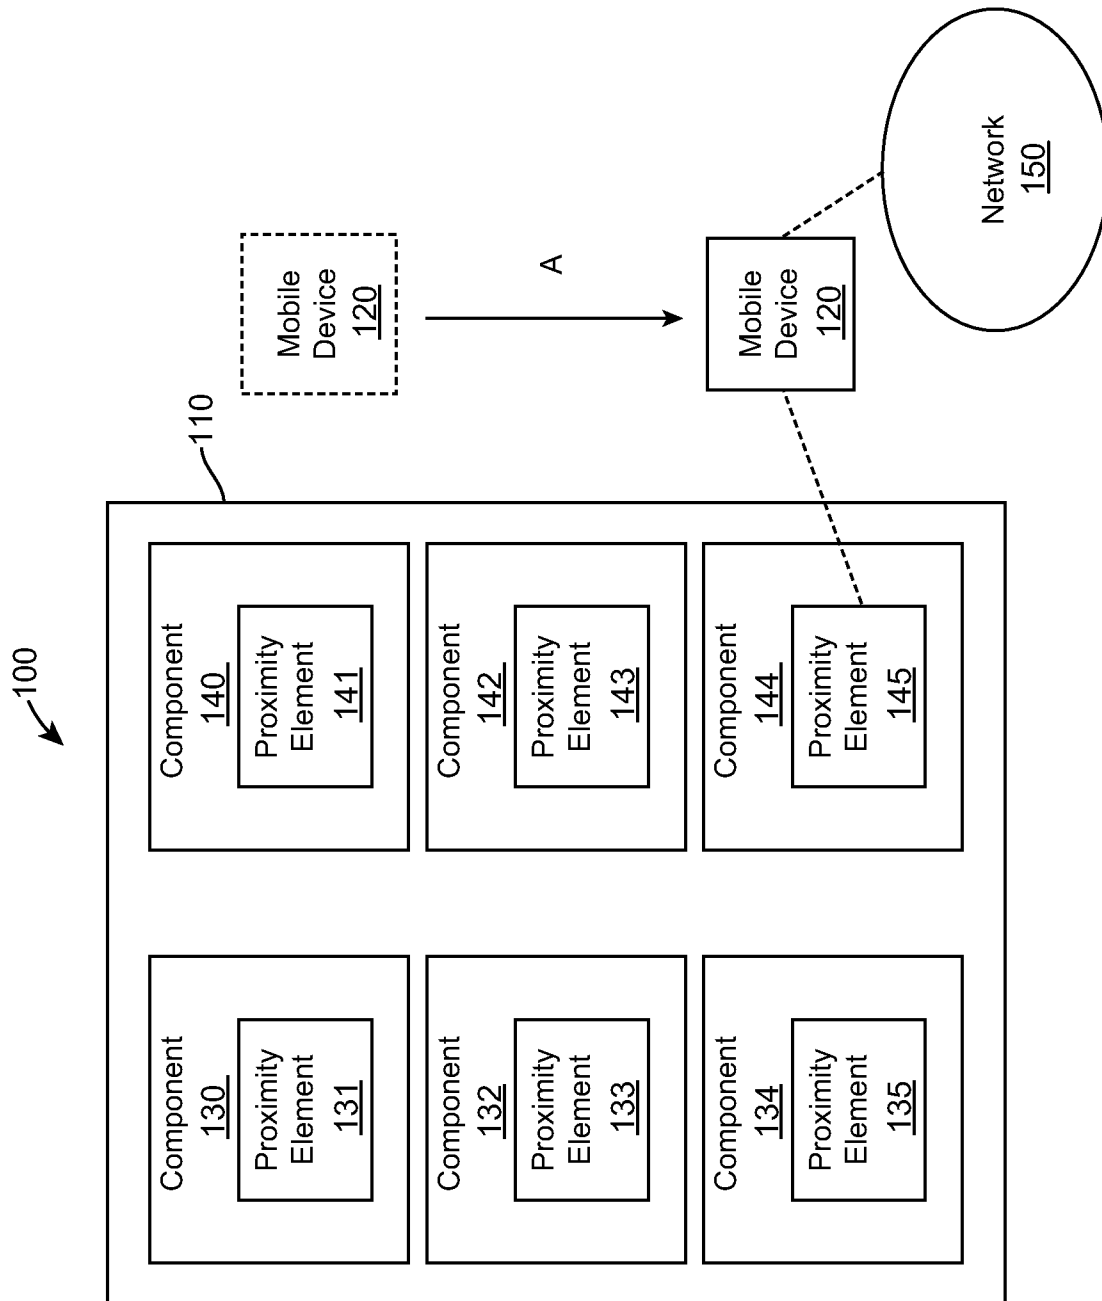 100
110
Component
130
Proximity
Element
131
Component
132
Proximity
Element
133
Component
134
Proximity
Element
135
Component
140
Proximity
Element
141
Component
142
Proximity
Element
143
Component
144
Proximity
Element
145
Mobile
Device
120
A
Mobile
Device
120
Network
150